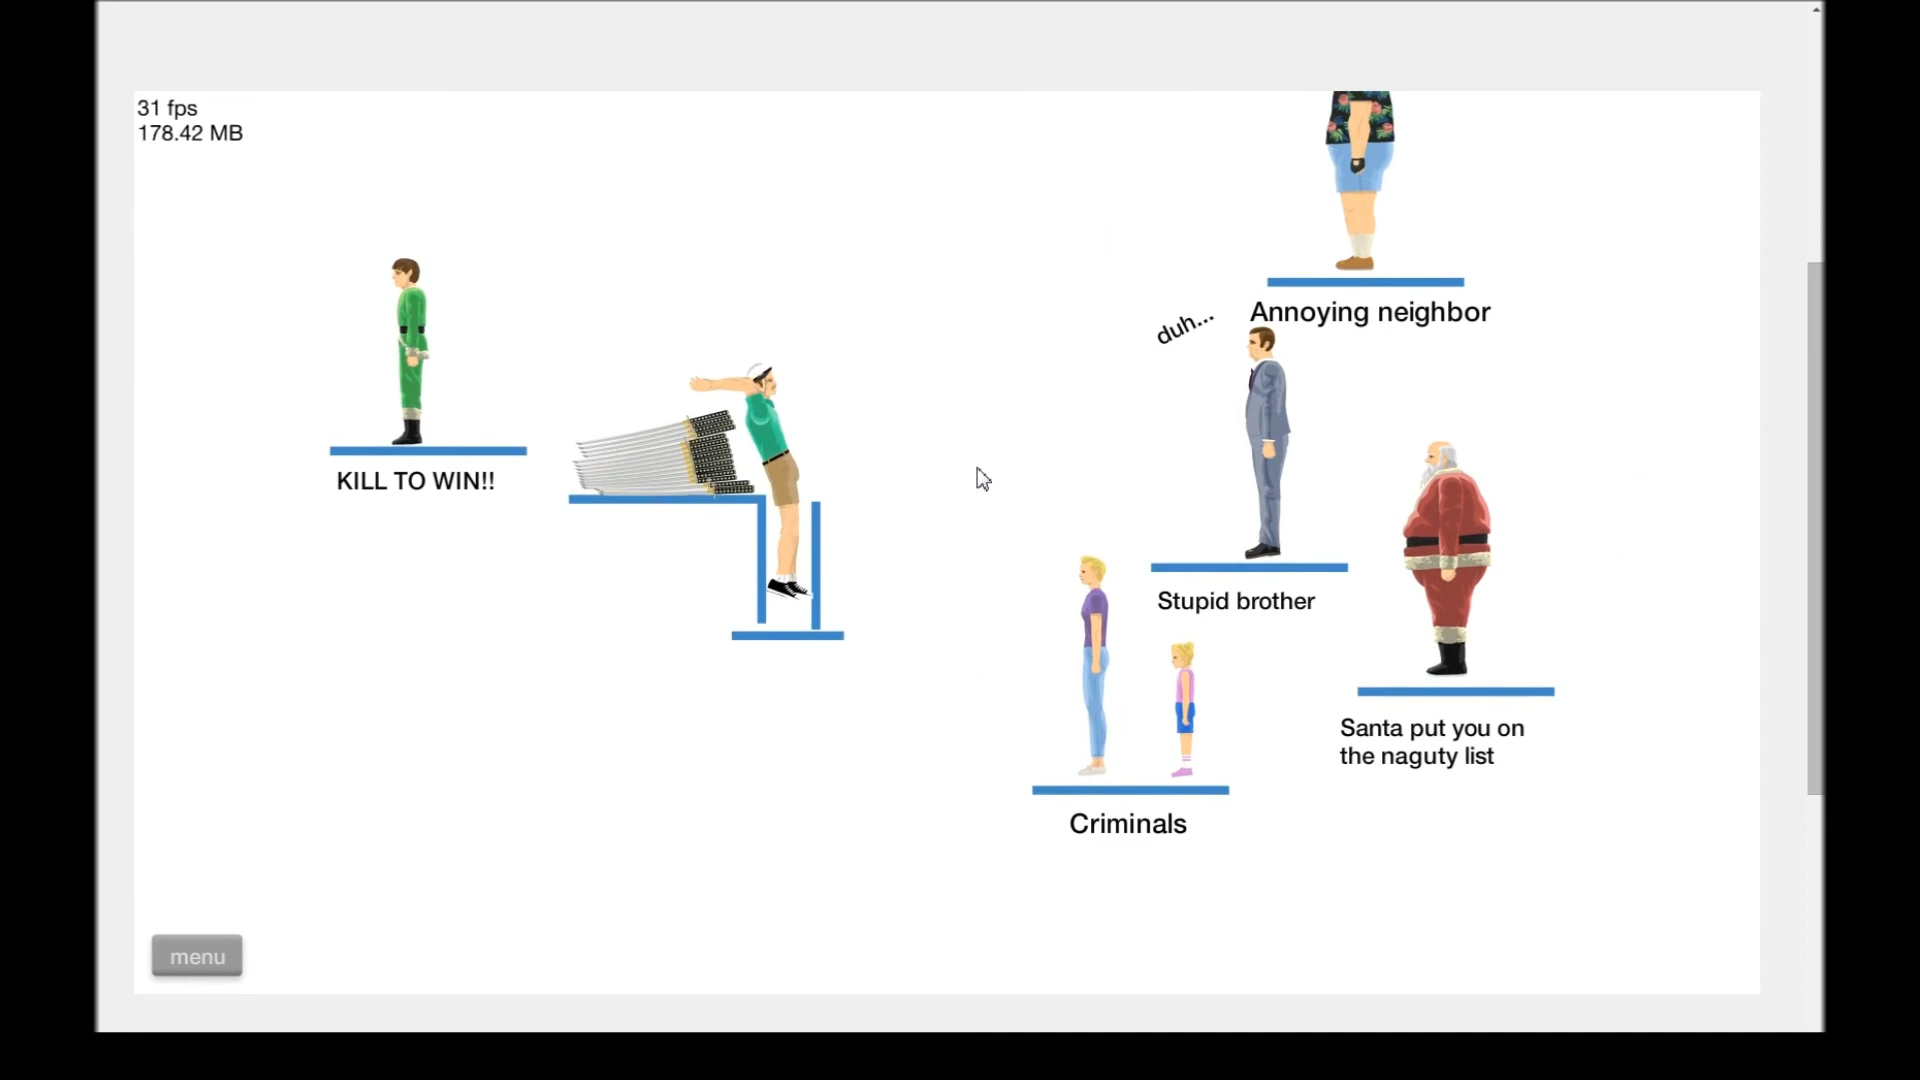 31 fps
178.42 MB
Annoying neighbor
duh...
KILL TO WIN!!
Stupid brother
Santa put you on
the naguty list
Criminals
menu